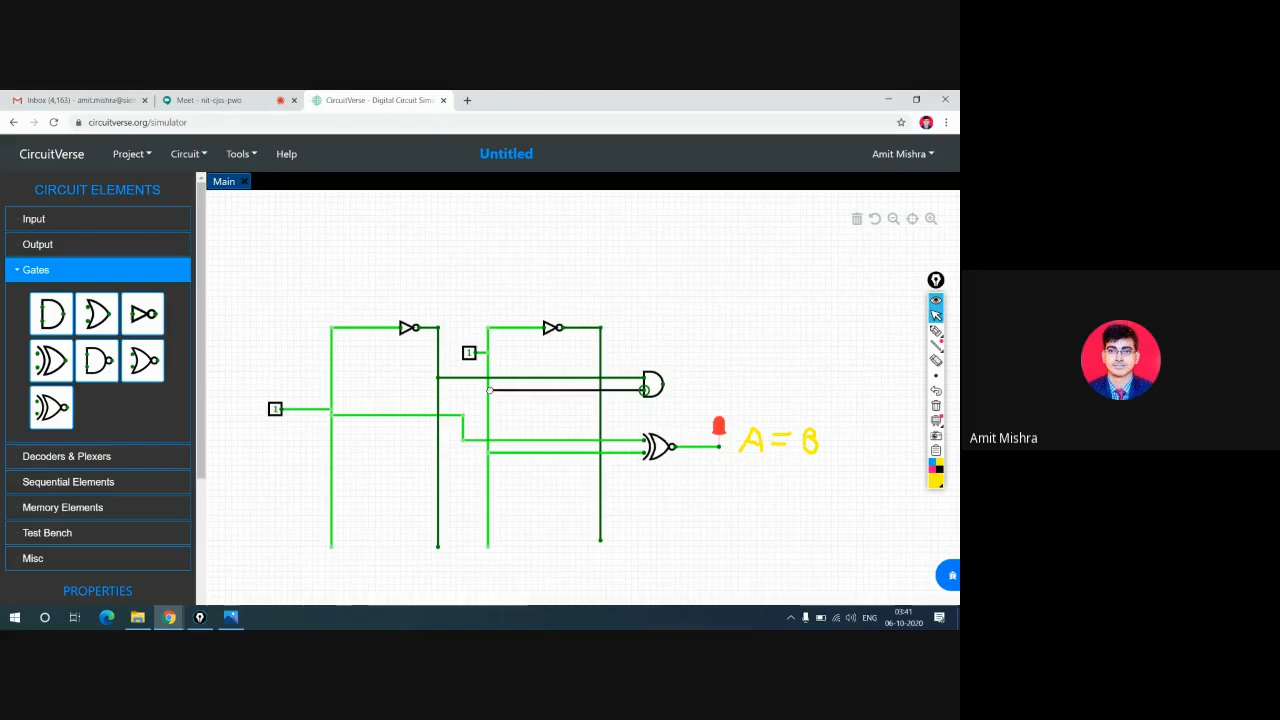 Inbox (4,163) - amit.mishra@sim
Meet - nit-cjss-pwo
CircuitVerse - Digital Circuit Sim
circuitverse.org/simulator
CircuitVerse
Project
Circuit
Tools
Help
Untitled
Amit Mishra
CIRCUIT ELEMENTS
Main
Input
Output
Gates
Decoders & Plexers
Sequential Elements
Memory Elements
Test Bench
Misc
PROPERTIES
1
1
A = B
Amit Mishra
ENG
03:41
06-10-2020